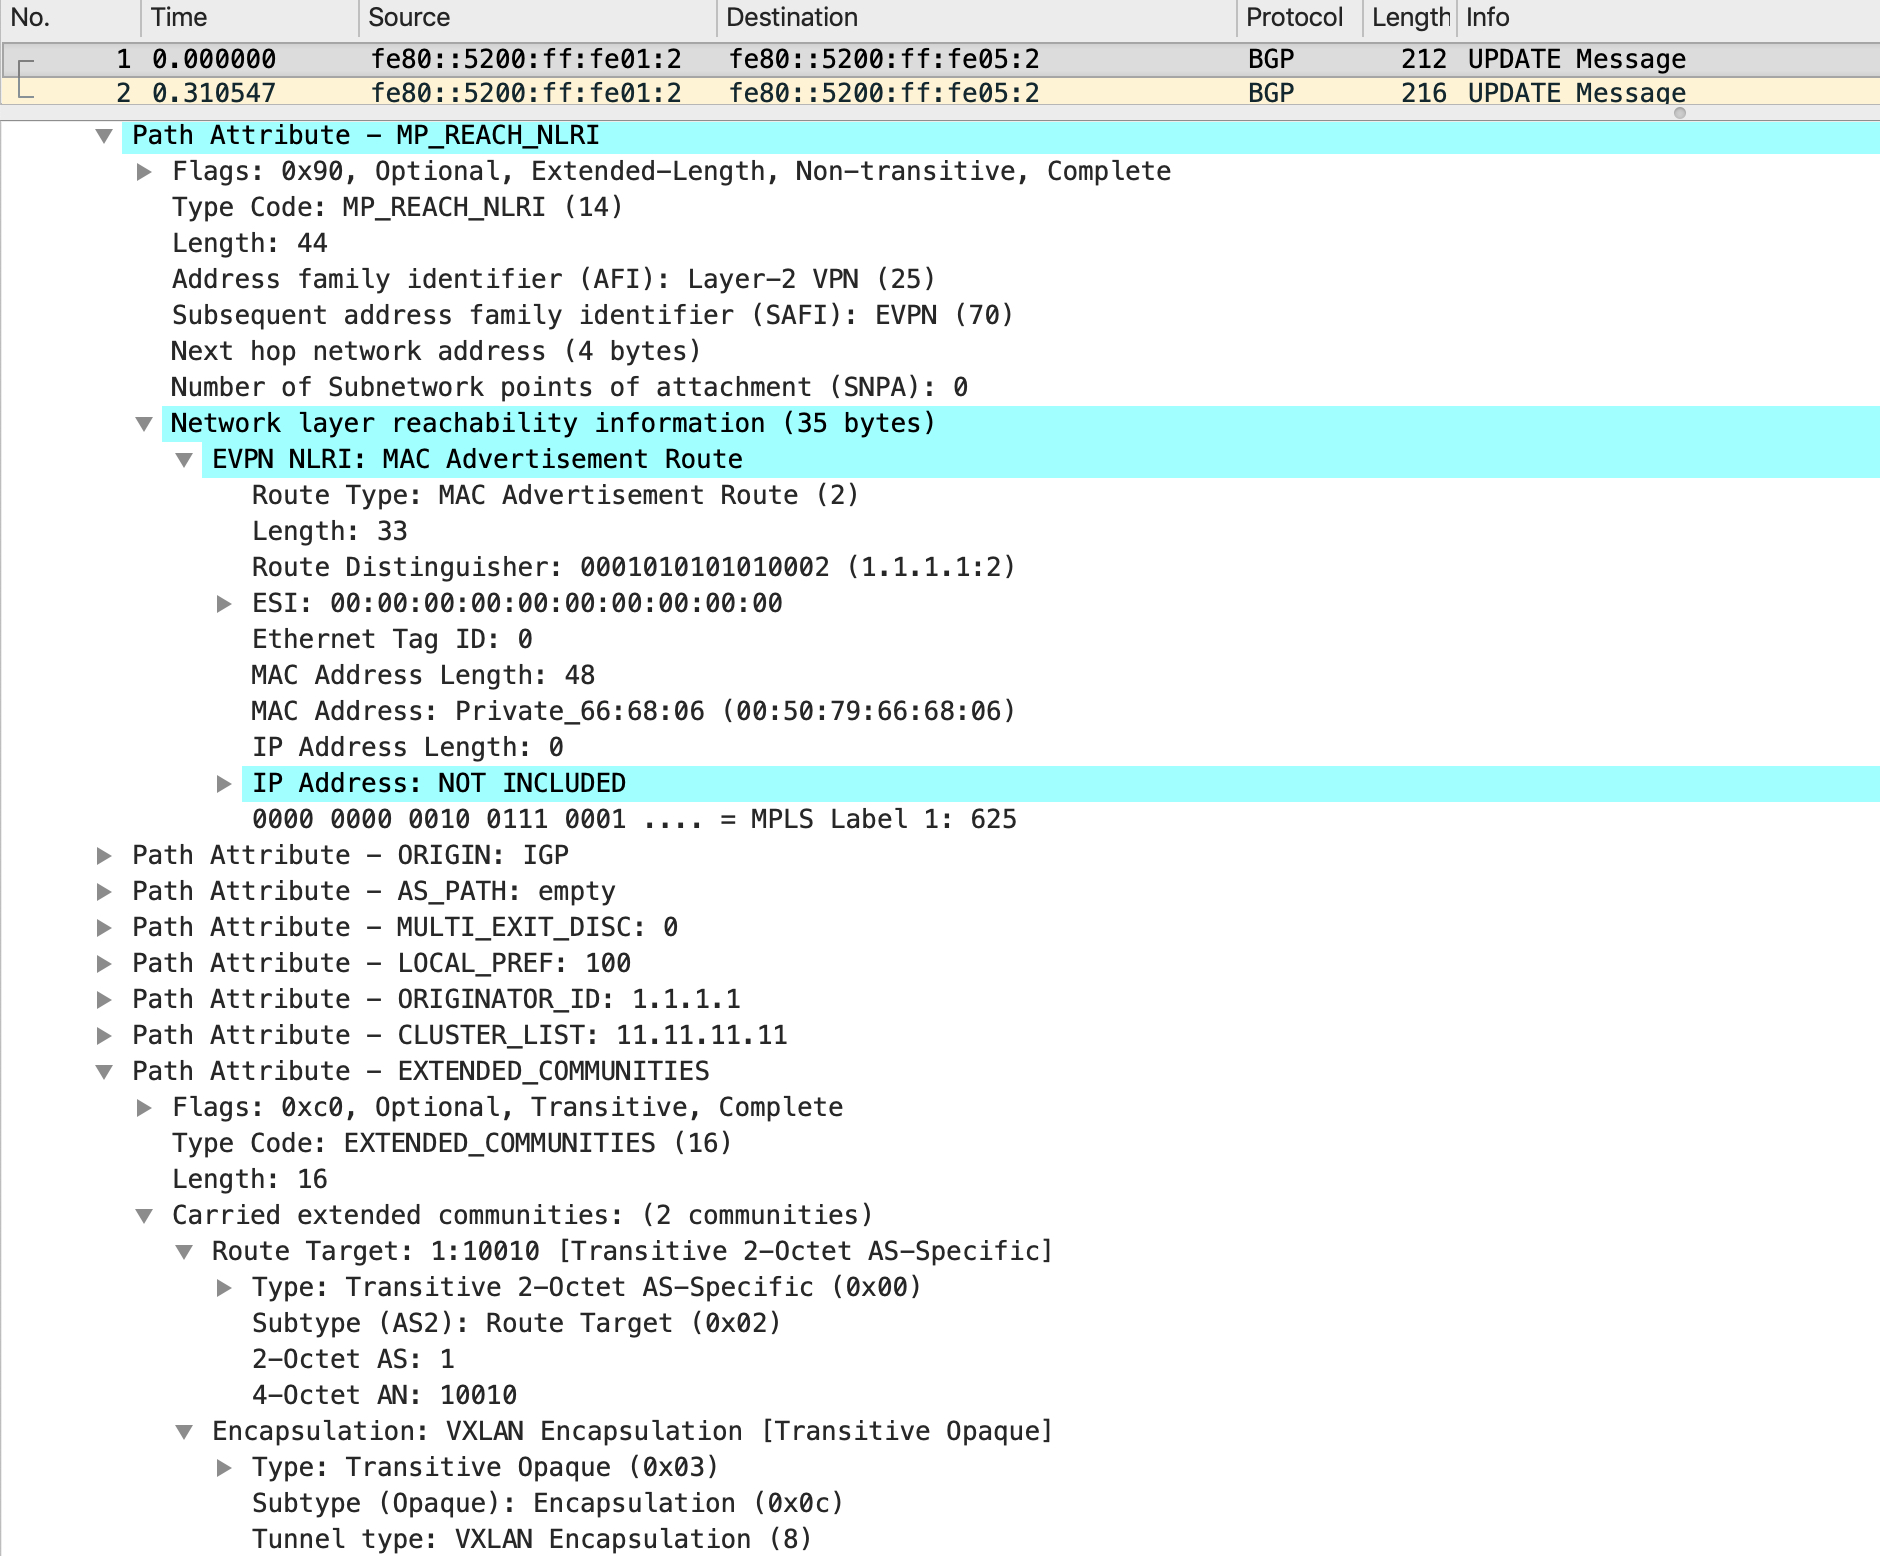 No. Time Source Destination Protocol Length Info
1 0.000000 fe80::5200:ff:fe01:2 fe80::5200:ff:fe05:2 BGP 212 UPDATE Message
2 0.310547 fe80::5200:ff:fe01:2 fe80::5200:ff:fe05:2 BGP 216 UPDATE Message
Path Attribute – MP_REACH_NLRI
Flags: 0x90, Optional, Extended–Length, Non–transitive, Complete
Type Code: MP_REACH_NLRI (14)
Length: 44
Address family identifier (AFI): Layer–2 VPN (25)
Subsequent address family identifier (SAFI): EVPN (70)
Next hop network address (4 bytes)
Number of Subnetwork points of attachment (SNPA): 0
Network layer reachability information (35 bytes)
EVPN NLRI: MAC Advertisement Route
Route Type: MAC Advertisement Route (2)
Length: 33
Route Distinguisher: 0001010101010002 (1.1.1.1:2)
ESI: 00:00:00:00:00:00:00:00:00:00
Ethernet Tag ID: 0
MAC Address Length: 48
MAC Address: Private_66:68:06 (00:50:79:66:68:06)
IP Address Length: 0
IP Address: NOT INCLUDED
0000 0000 0010 0111 0001 .... = MPLS Label 1: 625
Path Attribute – ORIGIN: IGP
Path Attribute – AS_PATH: empty
Path Attribute – MULTI_EXIT_DISC: 0
Path Attribute – LOCAL_PREF: 100
Path Attribute – ORIGINATOR_ID: 1.1.1.1
Path Attribute – CLUSTER_LIST: 11.11.11.11
Path Attribute – EXTENDED_COMMUNITIES
Flags: 0xc0, Optional, Transitive, Complete
Type Code: EXTENDED_COMMUNITIES (16)
Length: 16
Carried extended communities: (2 communities)
Route Target: 1:10010 [Transitive 2–Octet AS–Specific]
Type: Transitive 2–Octet AS–Specific (0x00)
Subtype (AS2): Route Target (0x02)
2–Octet AS: 1
4–Octet AN: 10010
Encapsulation: VXLAN Encapsulation [Transitive Opaque]
Type: Transitive Opaque (0x03)
Subtype (Opaque): Encapsulation (0x0c)
Tunnel type: VXLAN Encapsulation (8)